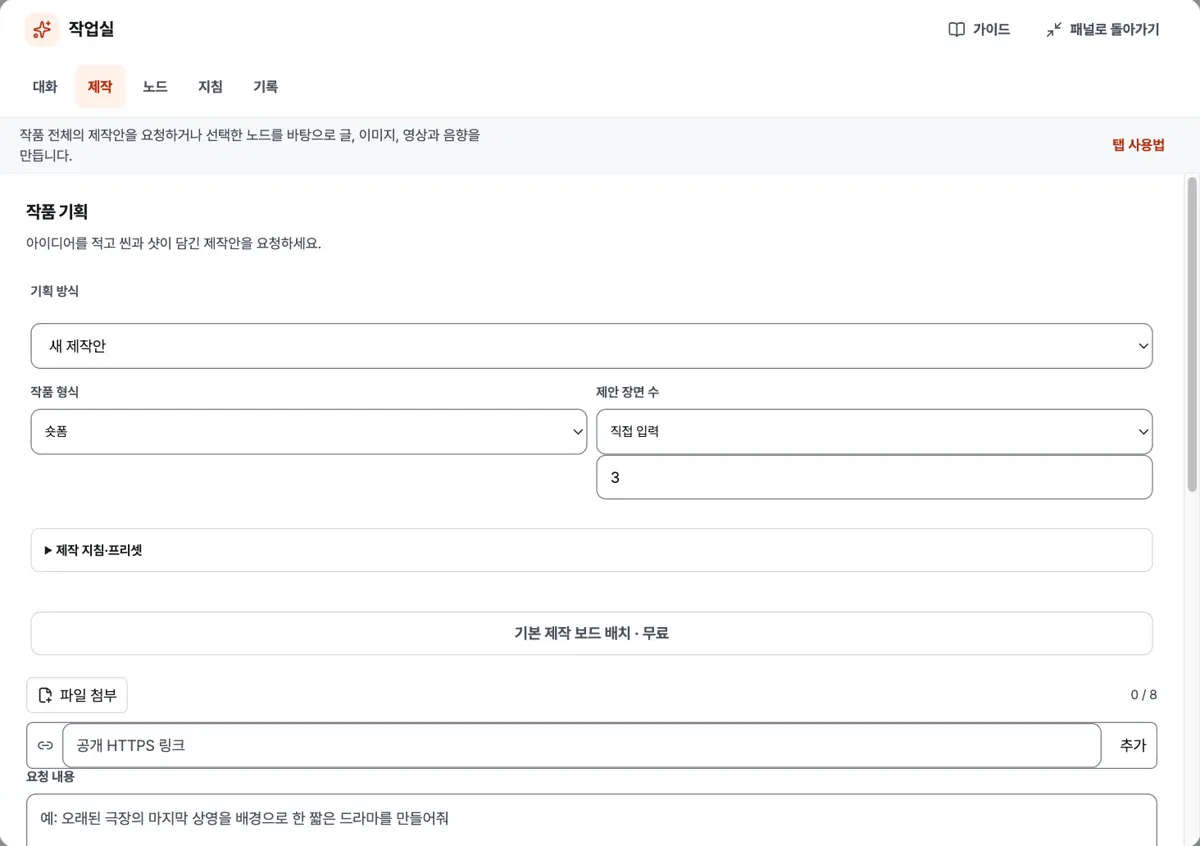 작업실
가이드
패널로 돌아가기
대화
제작
노드
지침
기록
작품 전체의 제작안을 요청하거나 선택한 노드를 바탕으로 글, 이미지, 영상과 음향을
만듭니다.
탭 사용법
작품 기획
아이디어를 적고 씬과 샷이 담긴 제작안을 요청하세요.
기획 방식
새 제작안
작품 형식
제안 장면 수
숏폼
직접 입력
3
▶ 제작 지침·프리셋
기본 제작 보드 배치 · 무료
파일 첨부
0 / 8
공개 HTTPS 링크
추가
요청 내용
예: 오래된 극장의 마지막 상영을 배경으로 한 짧은 드라마를 만들어줘